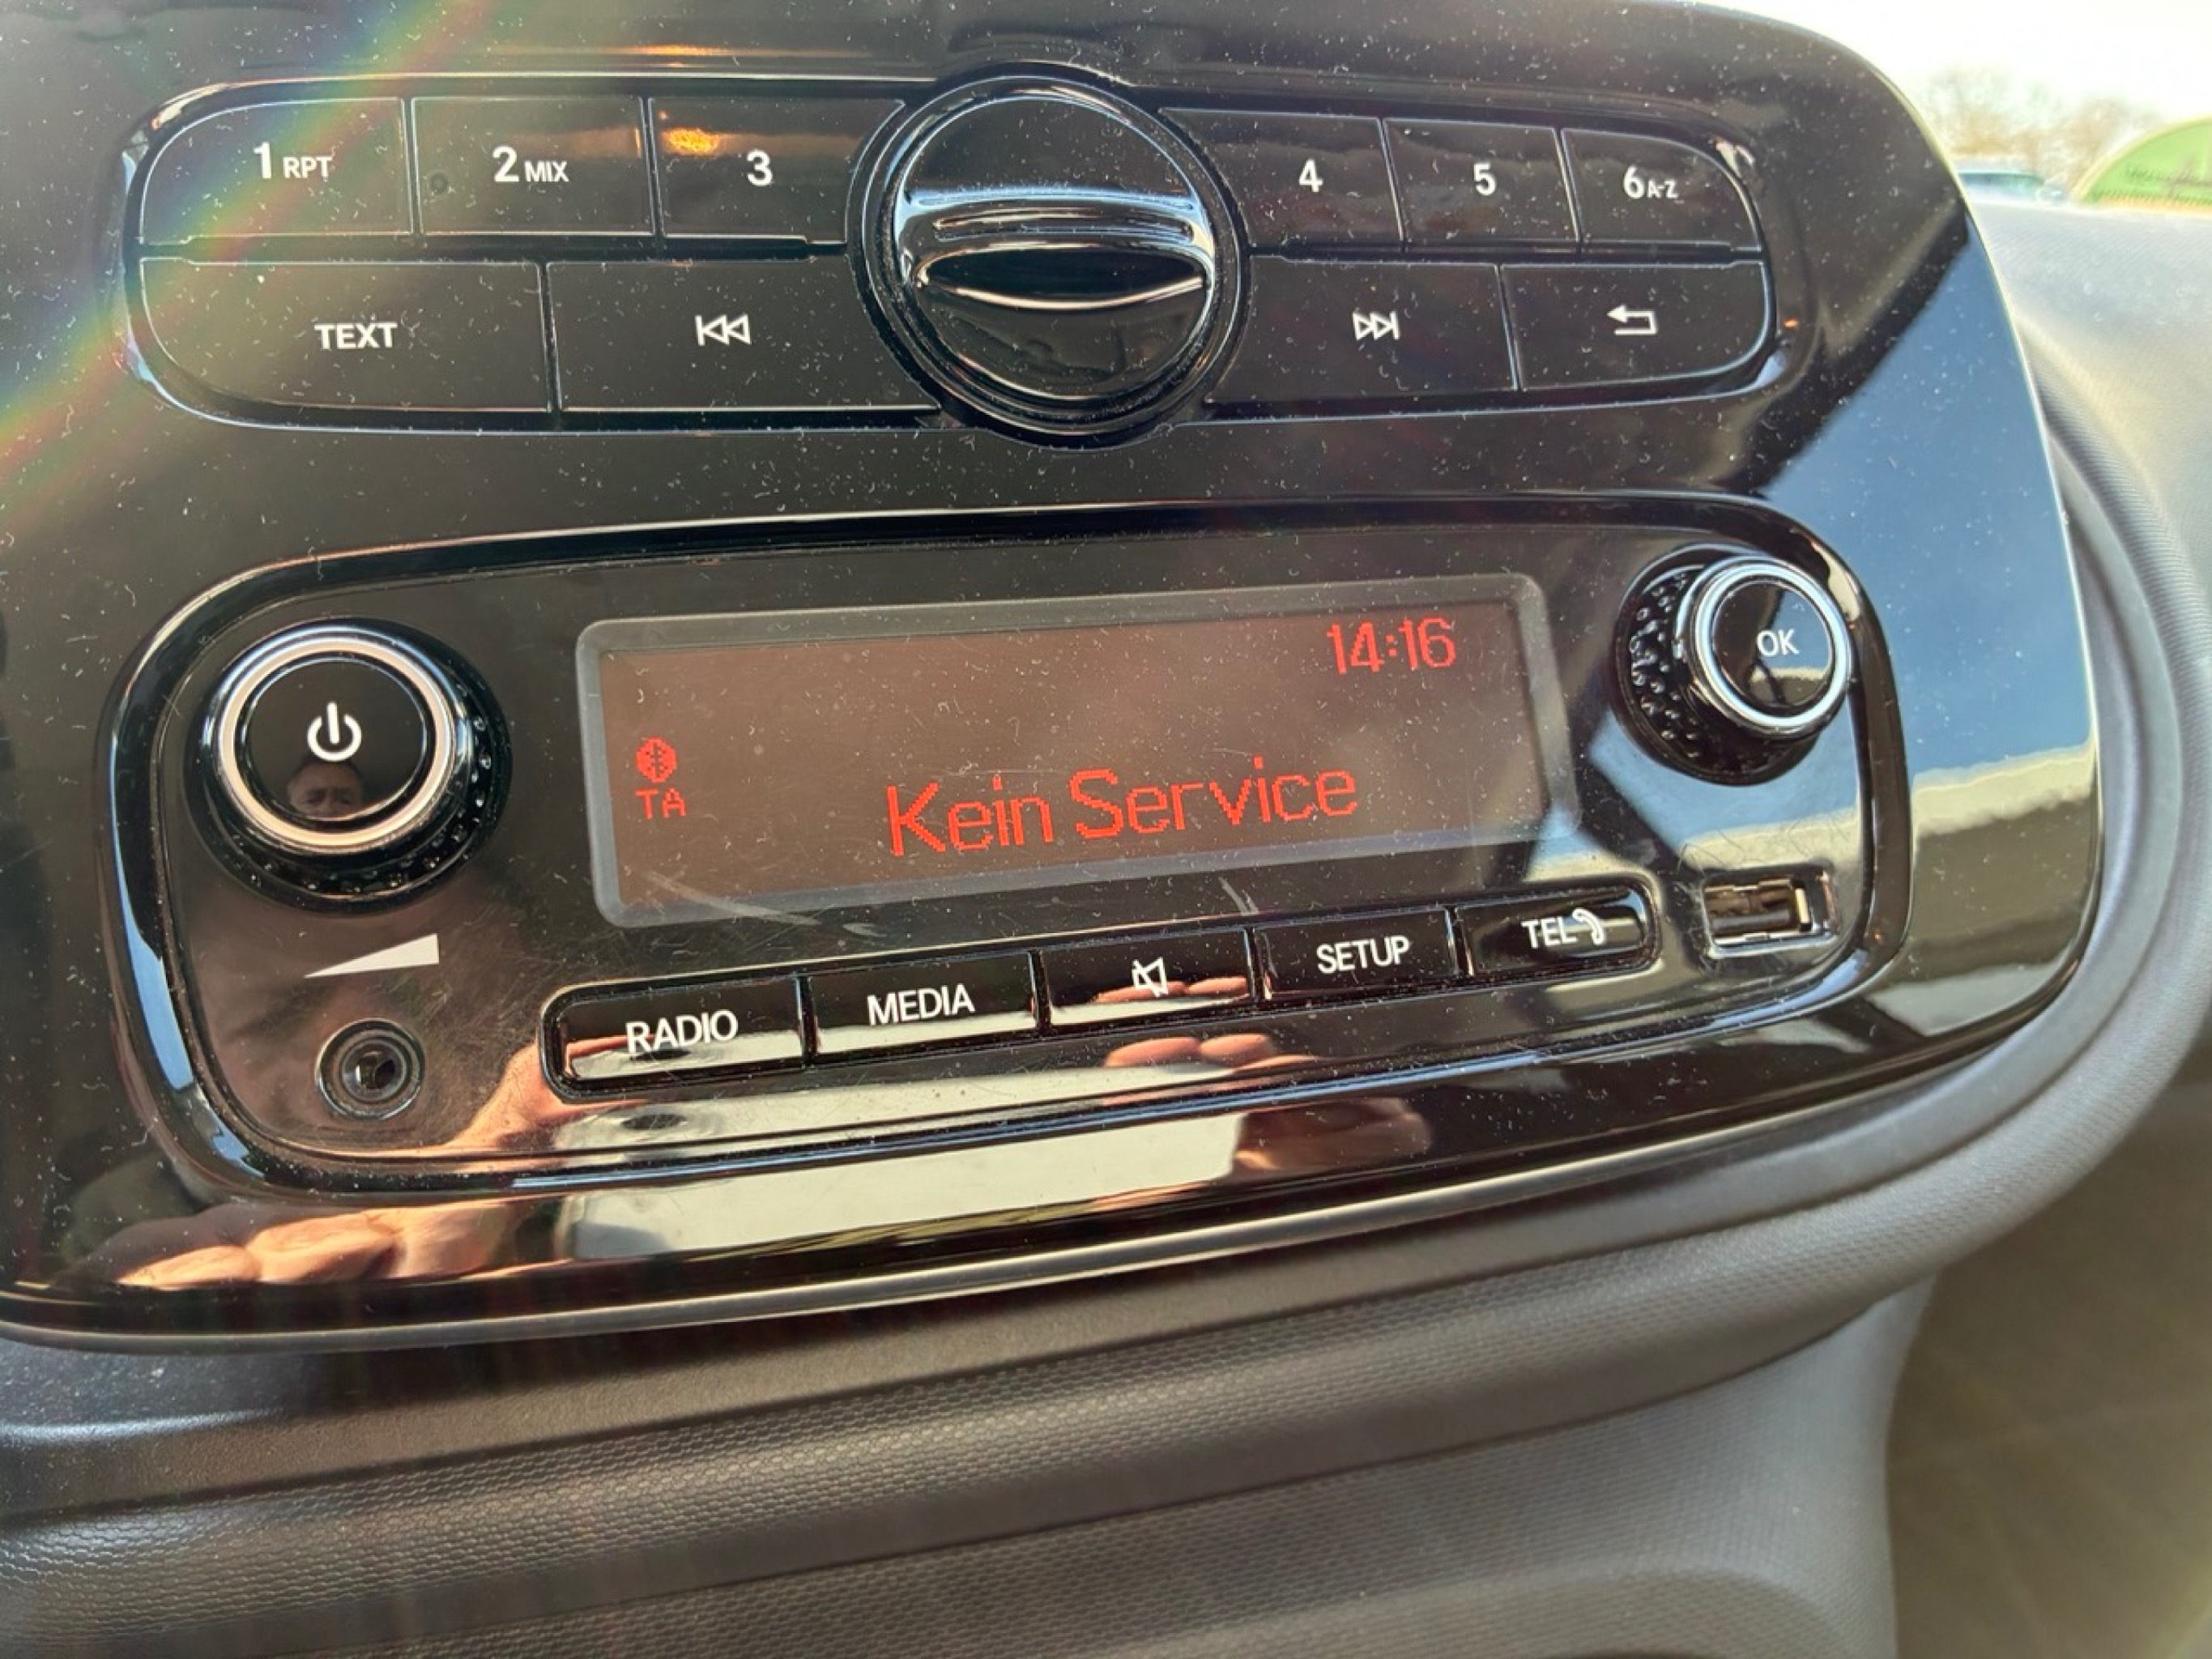 1 RPT 2 MIX 3 4 5 6 A-Z
TEXT
14:16
OK
TA
Kein Service
RADIO MEDIA SETUP TEL